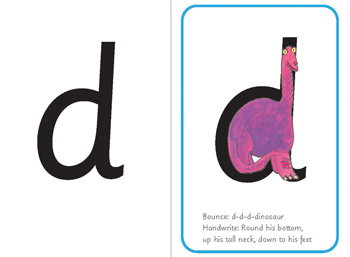 d
d
Bounce: d-d-d-dinosaur
Handwrite: Round his bottom,
up his tall neck, down to his feet